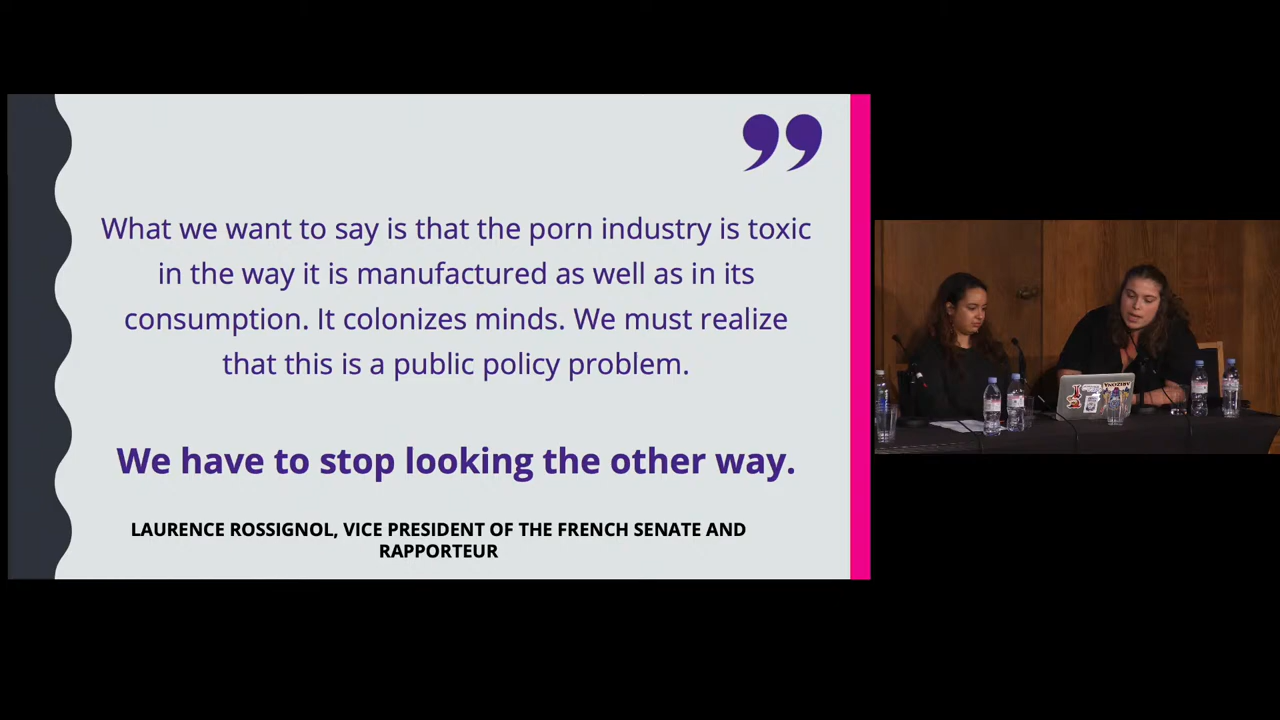 What we want to say is that the porn industry is toxic
in the way it is manufactured as well as in its
consumption. It colonizes minds. We must realize
that this is a public policy problem.
We have to stop looking the other way.
LAURENCE ROSSIGNOL, VICE PRESIDENT OF THE FRENCH SENATE AND
RAPPORTEUR